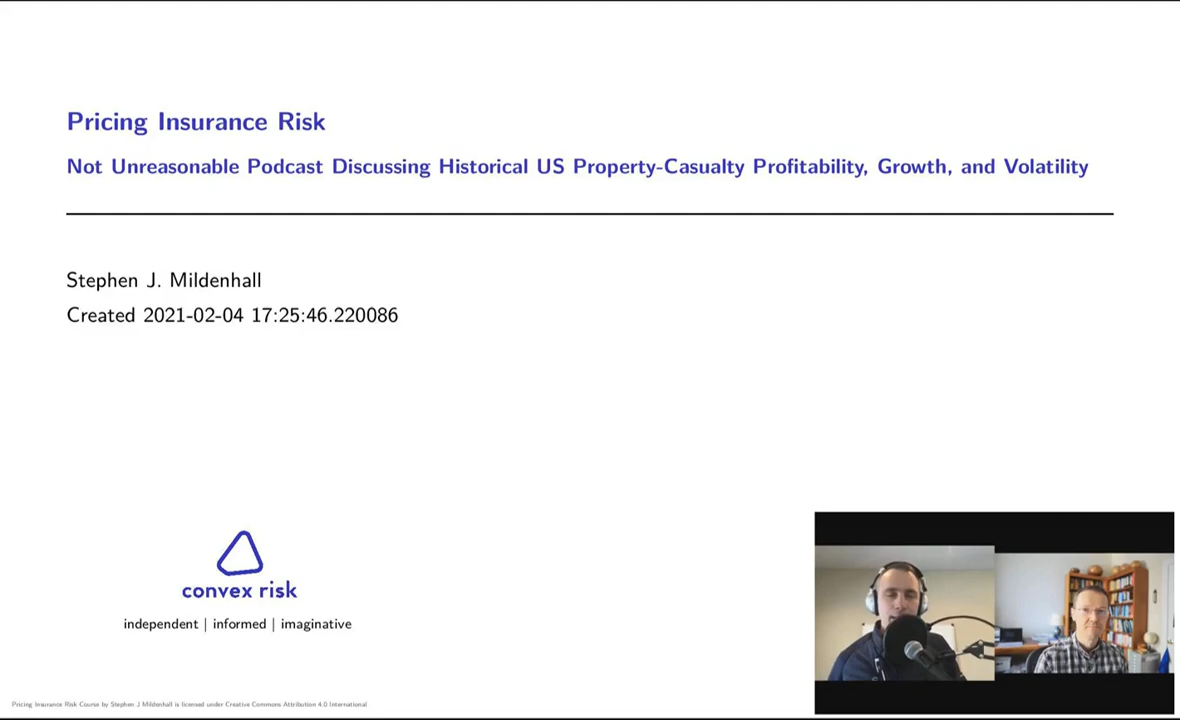 Pricing Insurance Risk
Not Unreasonable Podcast Discussing Historical US Property-Casualty Profitability, Growth, and Volatility
Stephen J. Mildenhall
Created 2021-02-04 17:25:46.220086
convex risk
independent | informed | imaginative
Pricing Insurance Risk Course by Stephen J Mildenhall is licensed under Creative Commons Attribution 4.0 International